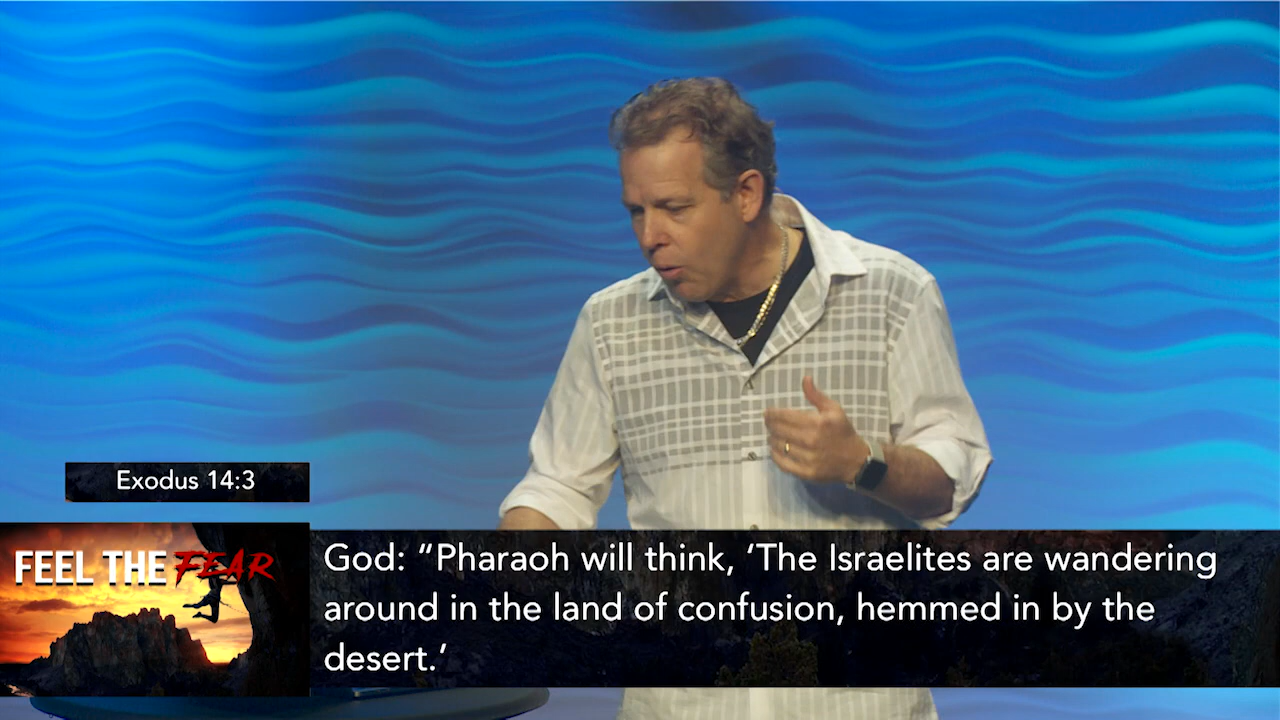 Exodus 14:3
FEEL THE FEAR
God: “Pharaoh will think, ‘The Israelites are wandering
around in the land of confusion, hemmed in by the
desert.’